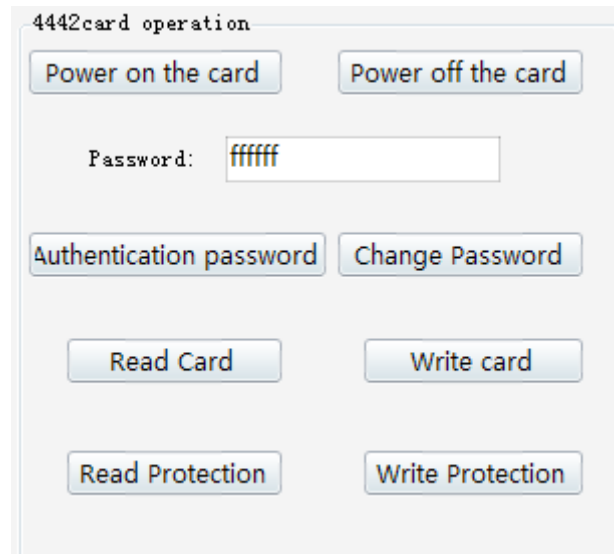 4442card operation
Power on the card Power off the card
Password: ffffff
Authentication password Change Password
Read Card Write card
Read Protection Write Protection